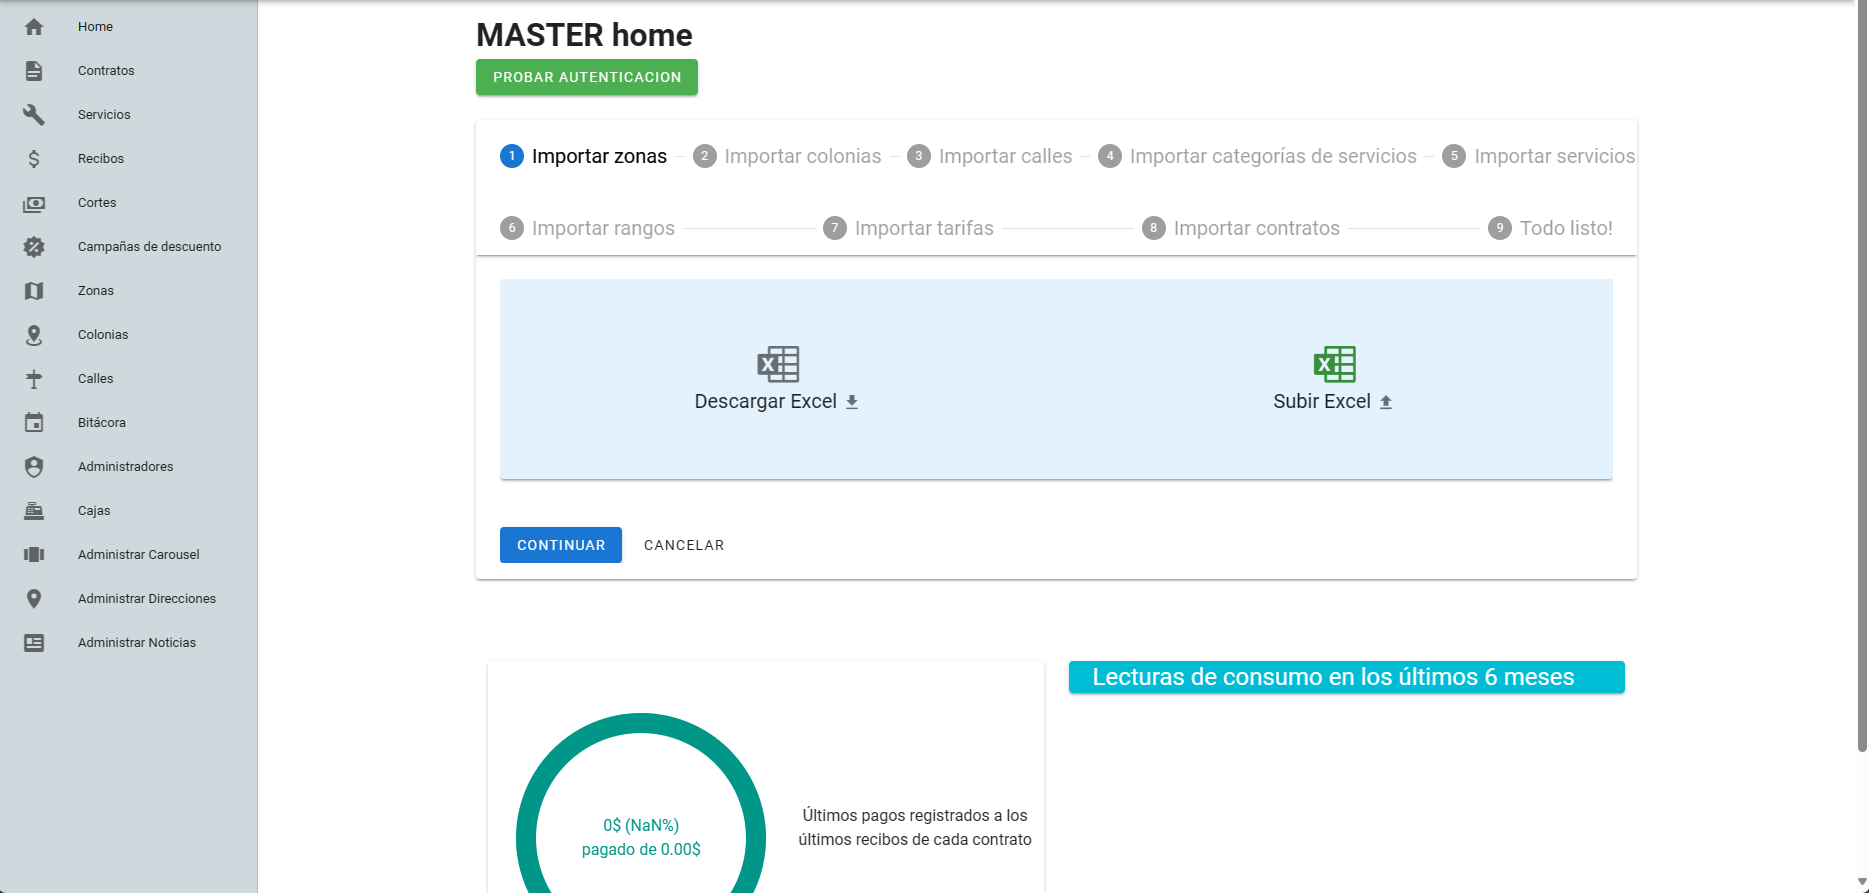 Home
Contratos
Servicios
Recibos
Cortes
Campañas de descuento
Zonas
Colonias
Calles
Bitácora
Administradores
Cajas
Administrar Carousel
Administrar Direcciones
Administrar Noticias
MASTER home
PROBAR AUTENTICACION
1 Importar zonas 2 Importar colonias 3 Importar calles 4 Importar categorías de servicios 5 Importar servicios
6 Importar rangos 7 Importar tarifas 8 Importar contratos 9 Todo listo!
Descargar Excel
Subir Excel
CONTINUAR CANCELAR
0$ (NaN%)
pagado de 0.00$
Últimos pagos registrados a los
últimos recibos de cada contrato
Lecturas de consumo en los últimos 6 meses